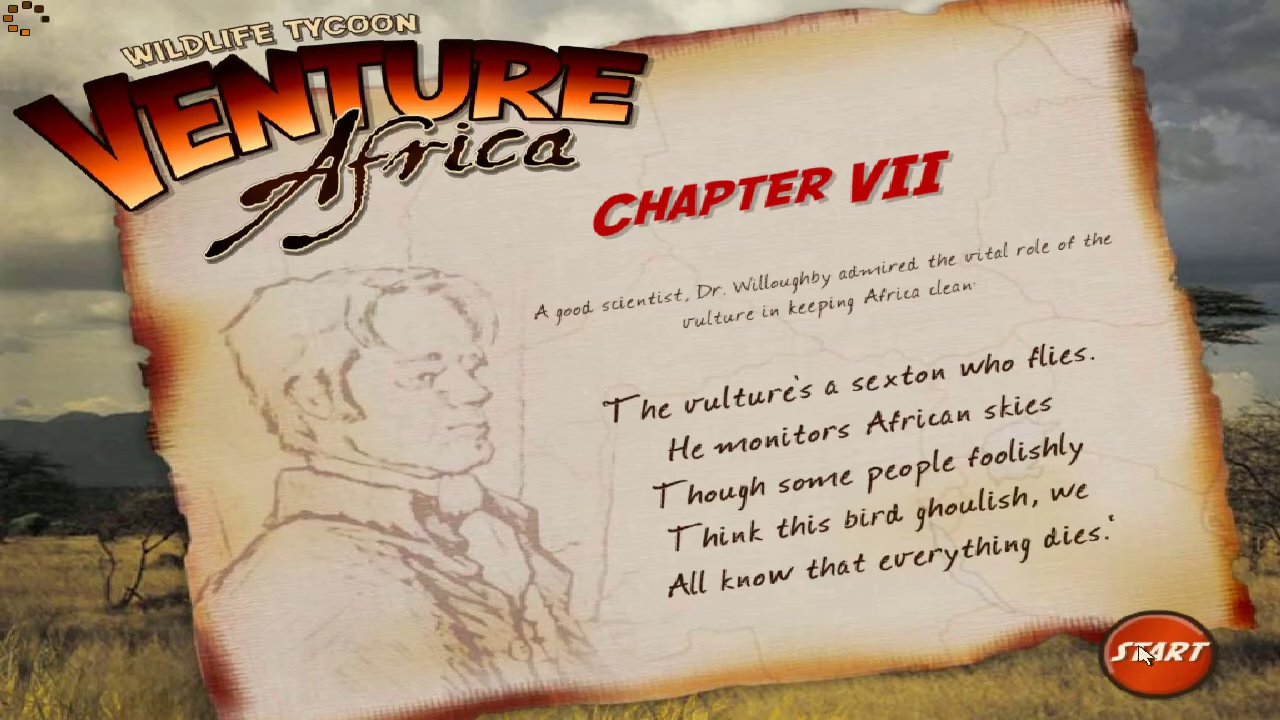 WILDLIFE TYCOON
VENTURE
Africa
CHAPTER VII
A good scientist, Dr. Willoughby admired the vital role of the
vulture in keeping Africa clean:
The vulture's a sexton who flies.
He monitors African skies
Though some people foolishly
Think this bird ghoulish, we
All know that everything dies.'
START